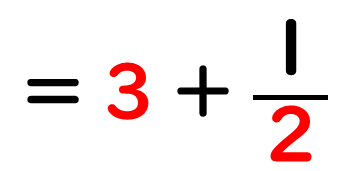 = 3 + 1/2